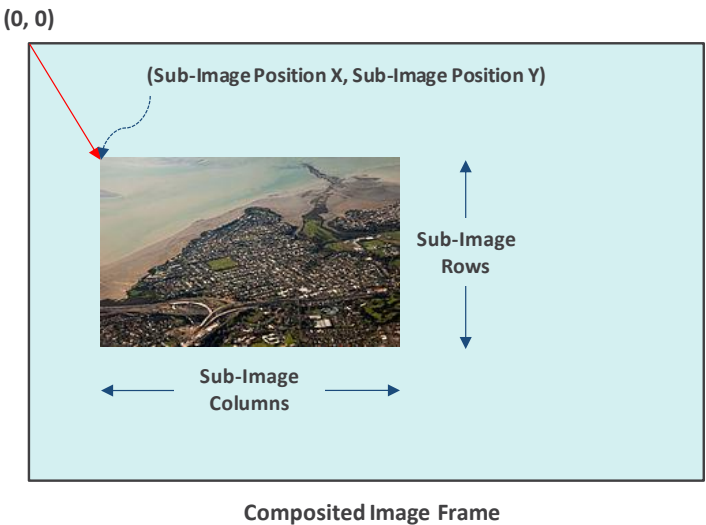 (0, 0)
(Sub-Image Position X, Sub-Image Position Y)
Sub-Image
Rows
Sub-Image
Columns
Composited Image Frame